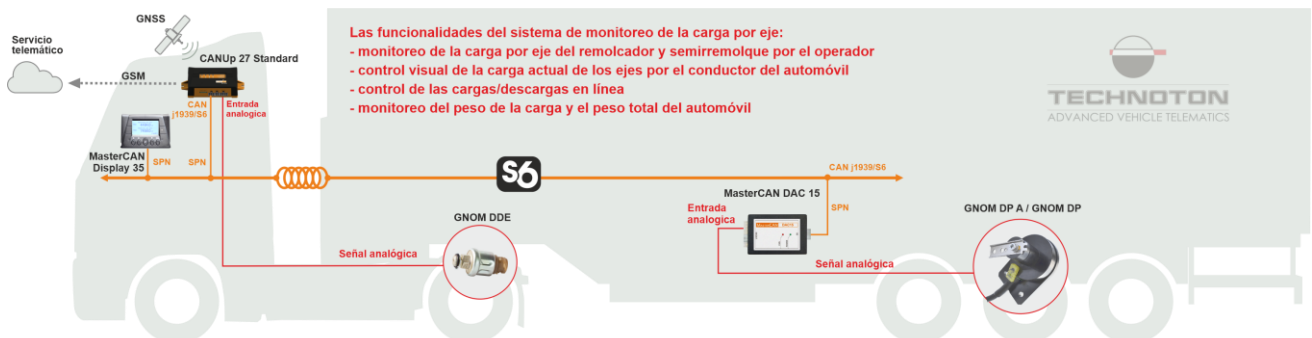 GNSS
Servicio
telemático
GSM
CANUp 27 Standard
CAN
j1939/S6
Entrada
analogica
MasterCAN
Display 35
SPN
SPN
Las funcionalidades del sistema de monitoreo de la carga por eje:
- monitoreo de la carga por eje del remolcador y semirremolque por el operador
- control visual de la carga actual de los ejes por el conductor del automóvil
- control de las cargas/descargas en línea
- monitoreo del peso de la carga y el peso total del automóvil
TECHNOTON
ADVANCED VEHICLE TELEMATICS
S6
CAN j1939/S6
MasterCAN DAC 15
SPN
Entrada
analogica
GNOM DDE
GNOM DP A / GNOM DP
Señal analógica
Señal analógica